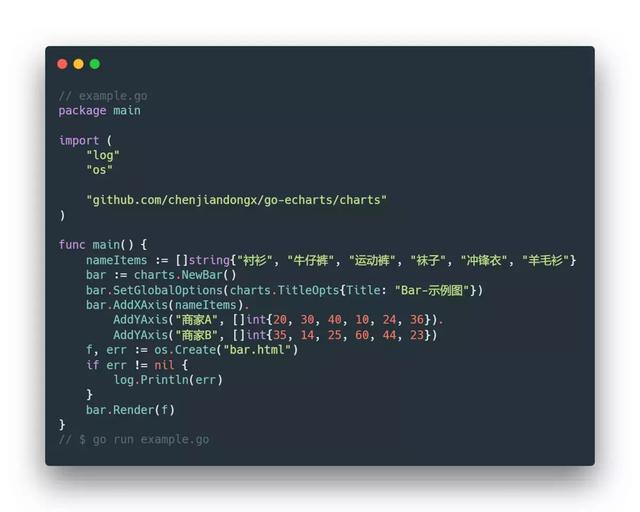 // example.go
package main

import (
    "log"
    "os"

    "github.com/chenjiandongx/go-echarts/charts"
)

func main() {
    nameItems := []string{"衬衫", "牛仔裤", "运动裤", "袜子", "冲锋衣", "羊毛衫"}
    bar := charts.NewBar()
    bar.SetGlobalOptions(charts.TitleOpts{Title: "Bar-示例图"})
    bar.AddXAxis(nameItems).
        AddYAxis("商家A", []int{20, 30, 40, 10, 24, 36}).
        AddYAxis("商家B", []int{35, 14, 25, 60, 44, 23})
    f, err := os.Create("bar.html")
    if err != nil {
        log.Println(err)
    }
    bar.Render(f)
}
// $ go run example.go